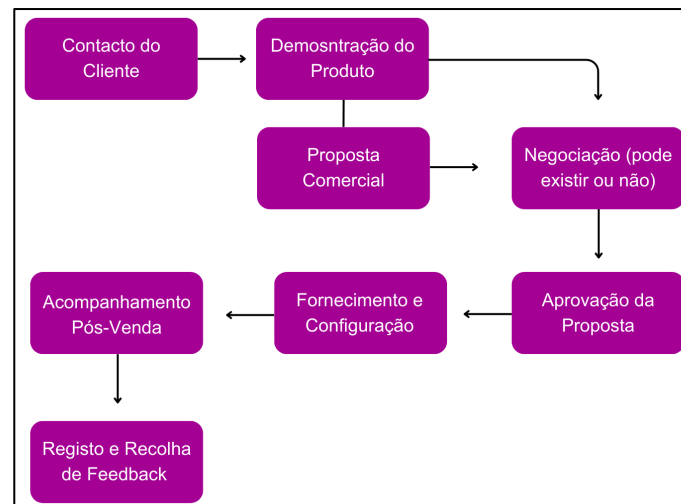 Contacto do
Cliente
Demosntração do
Produto
Proposta
Comercial
Negociação (pode
existir ou não)
Aprovação da
Proposta
Fornecimento e
Configuração
Acompanhamento
Pós-Venda
Registo e Recolha
de Feedback